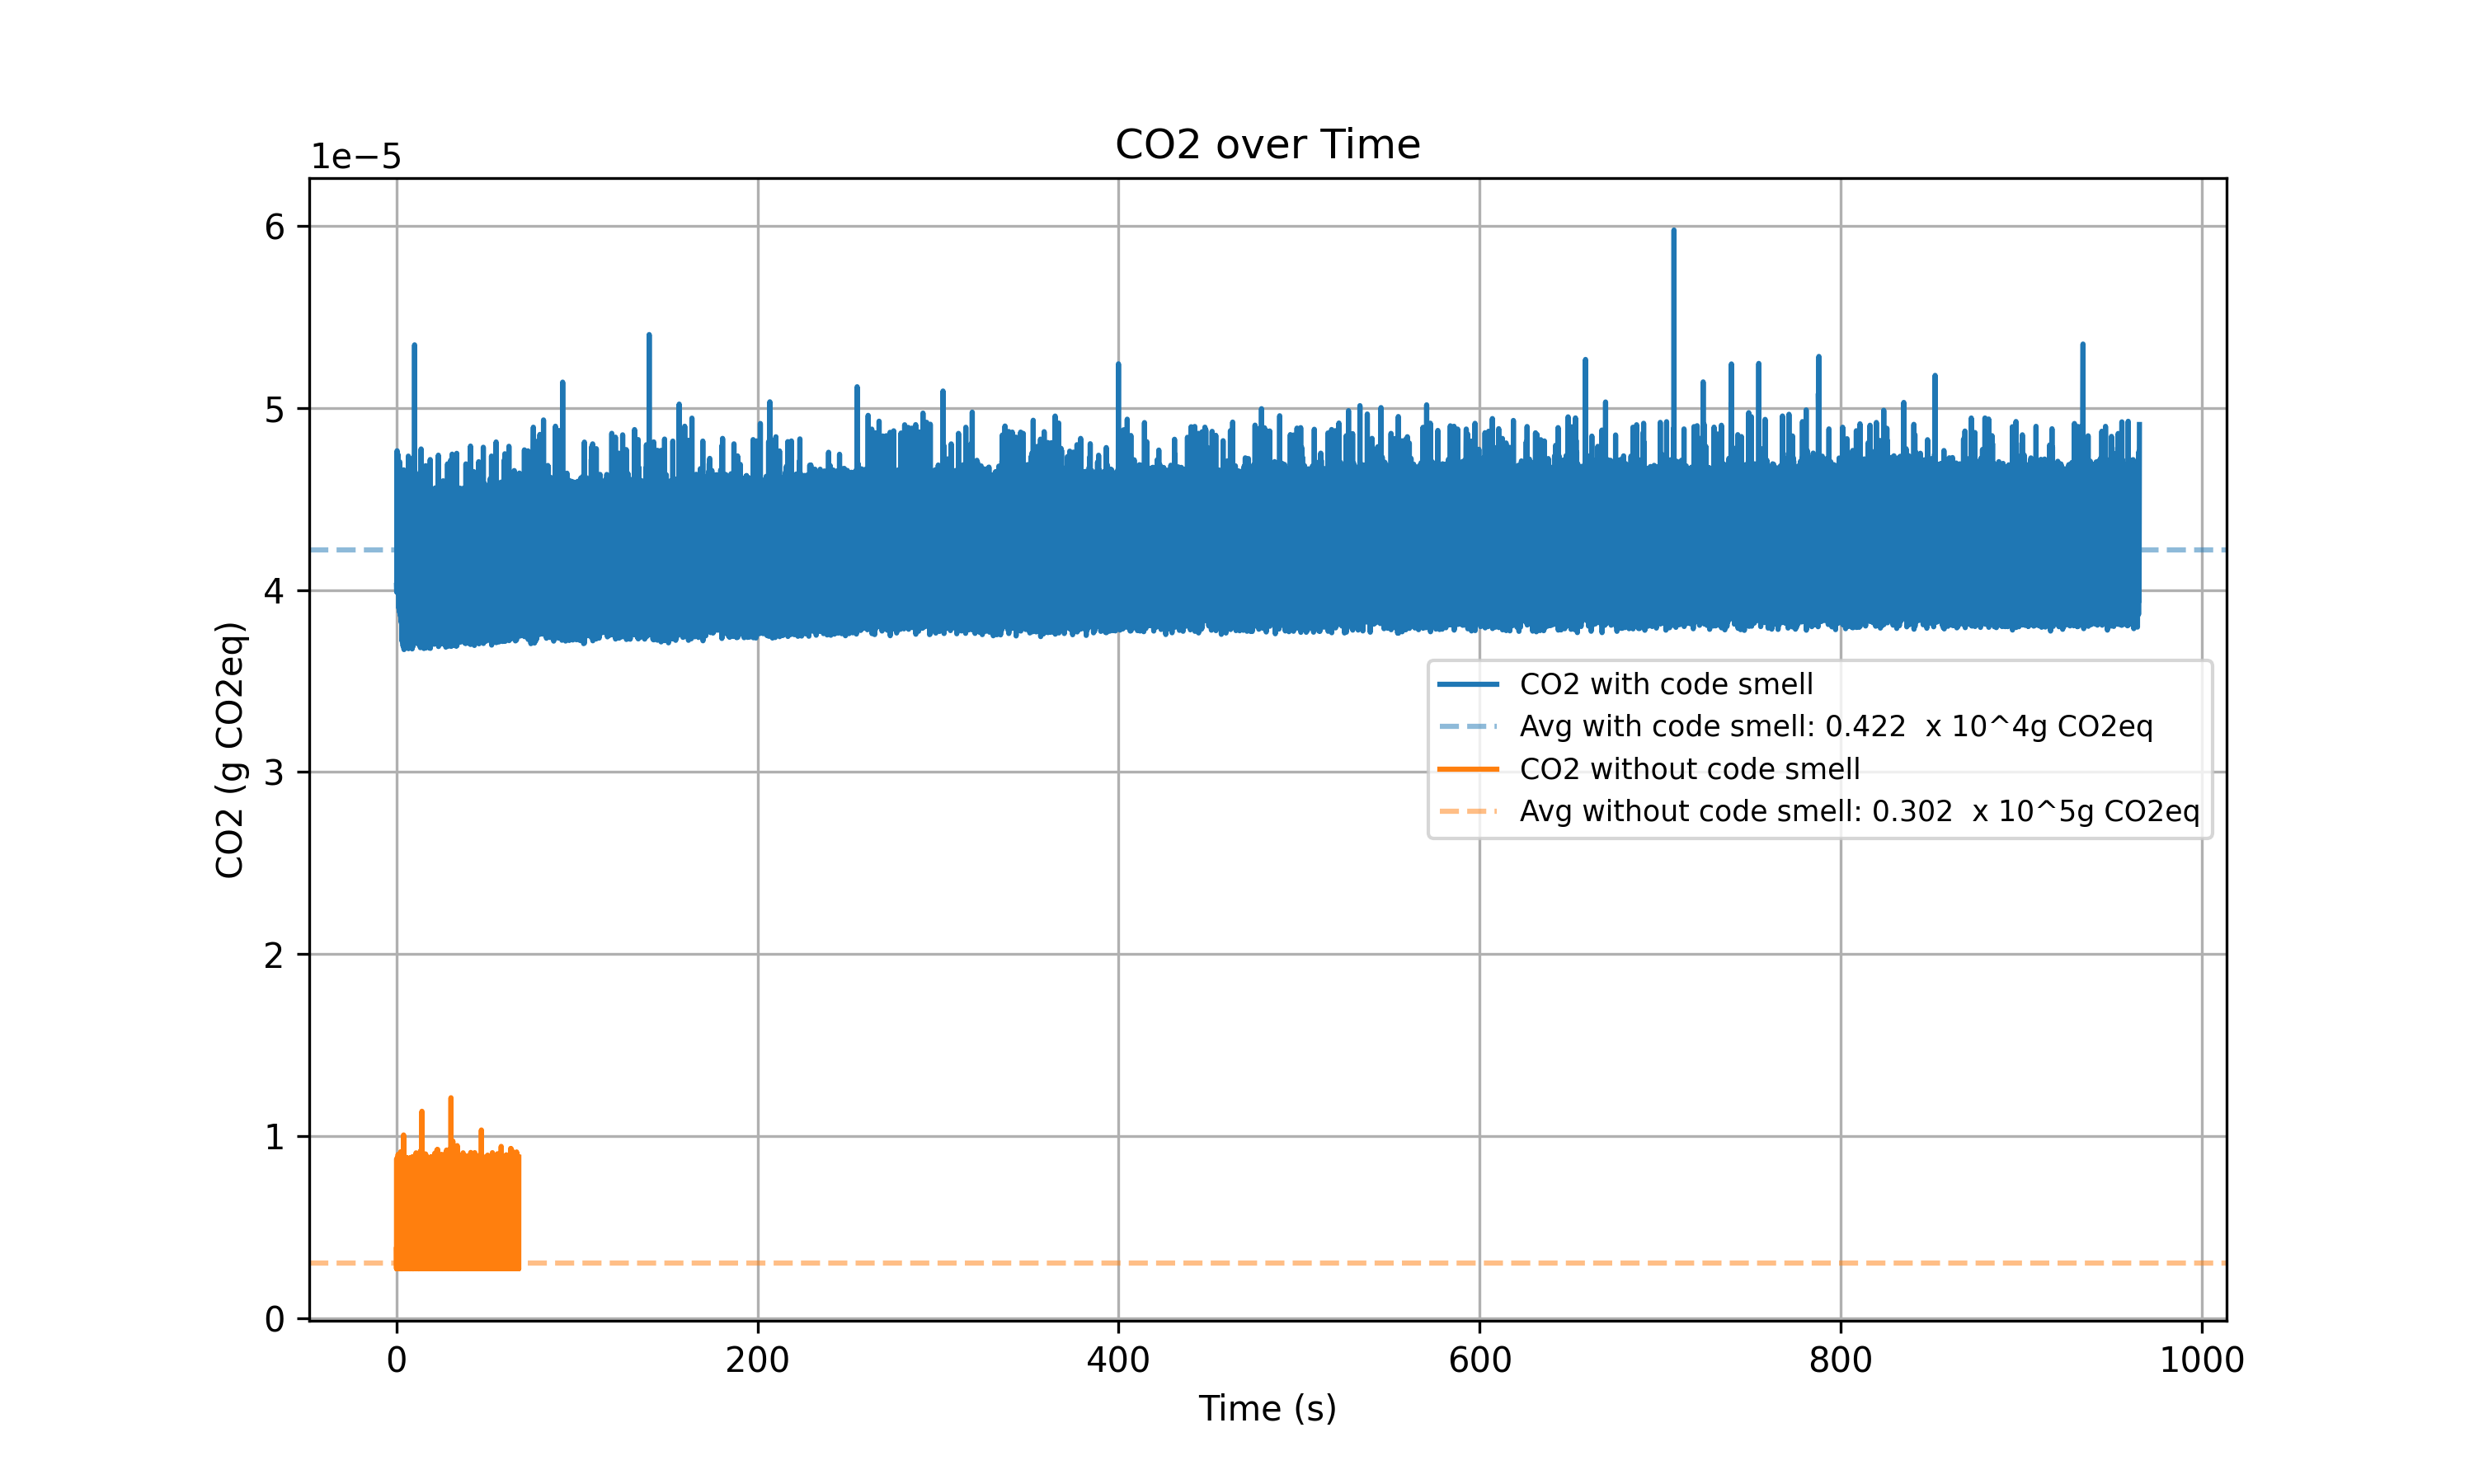 CO2 over Time
1e−5
6
5
4
3
2
1
0
CO2 (g CO2eq)
CO2 with code smell
Avg with code smell: 0.422  x 10^4g CO2eq
CO2 without code smell
Avg without code smell: 0.302  x 10^5g CO2eq
0 200 400 600 800 1000
Time (s)